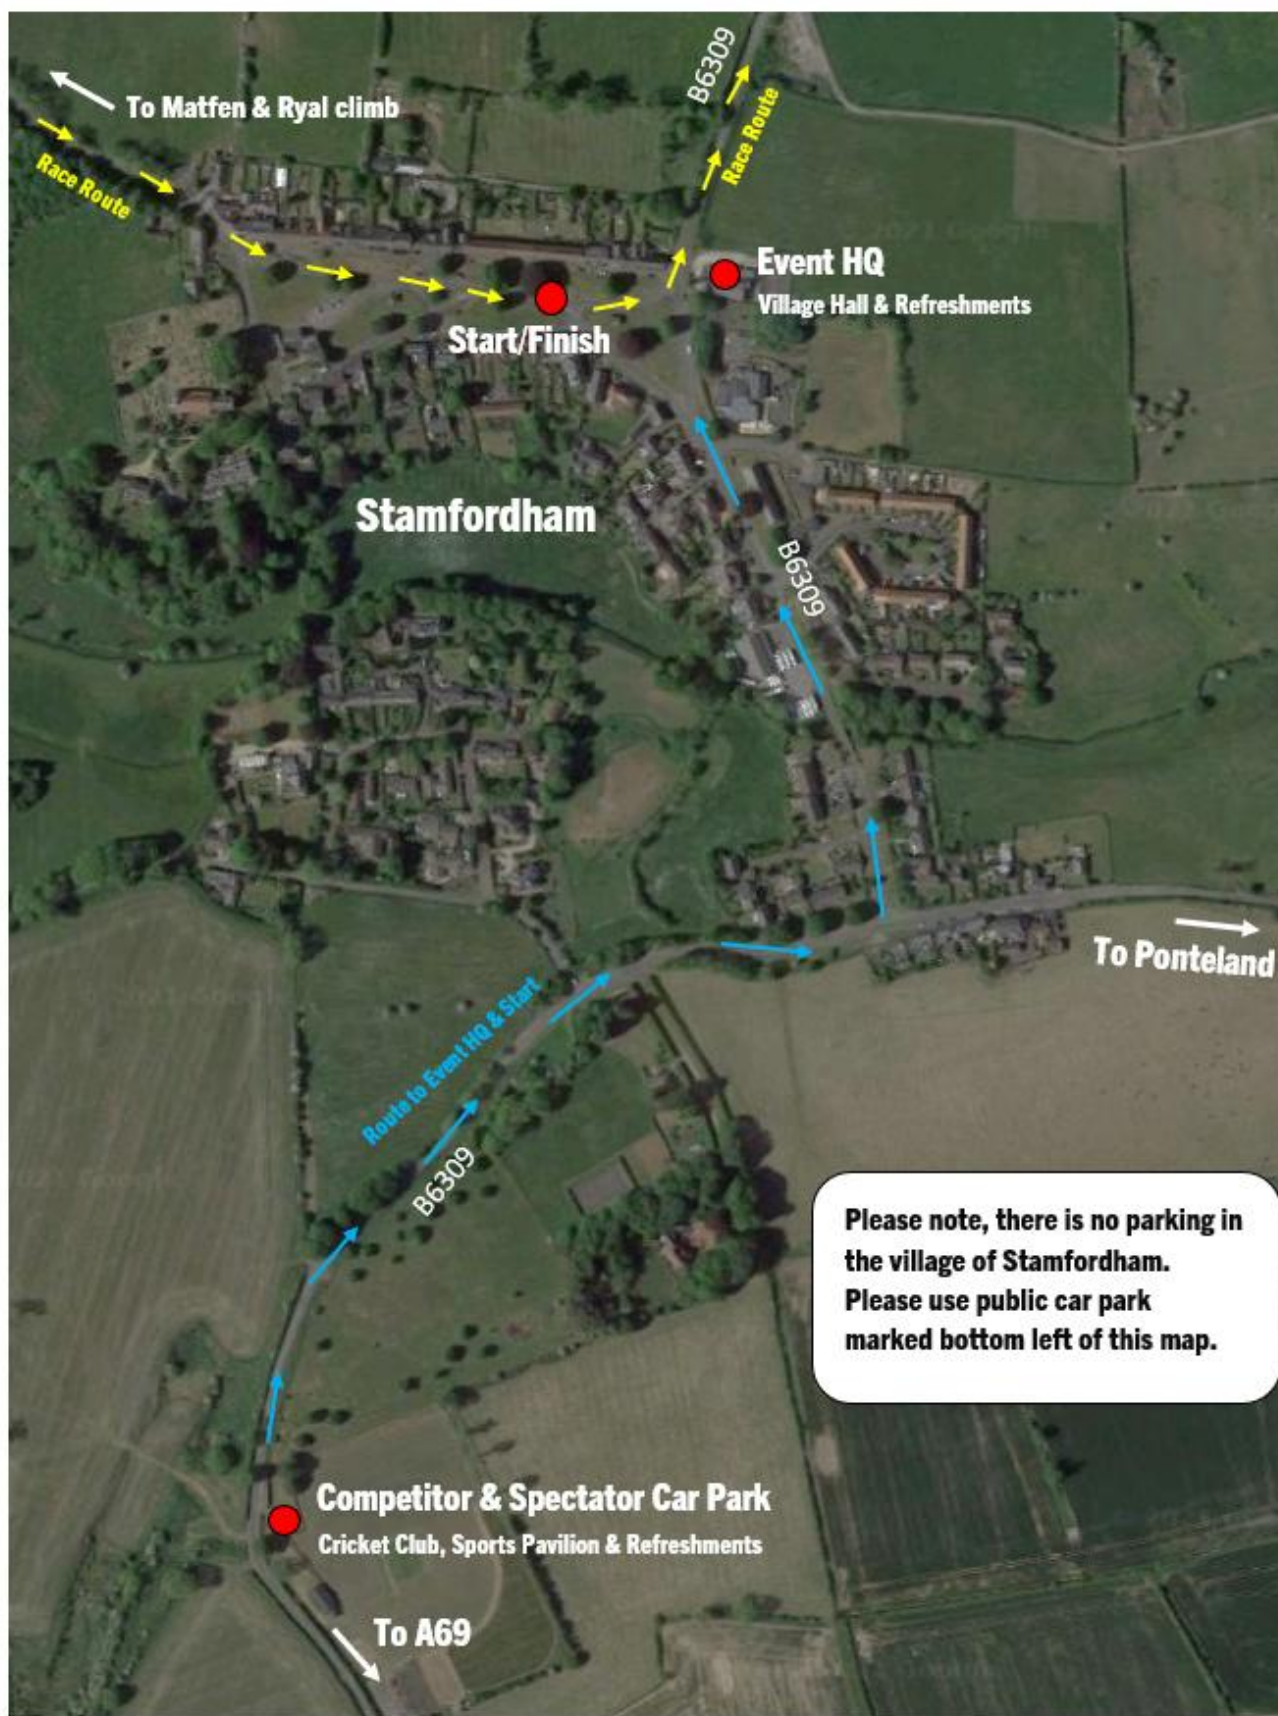 B6309
To Matfen & Ryal climb
Race Route
Race Route
Event HQ
Village Hall & Refreshments
Start/Finish
Stamfordham
B6309
To Ponteland
Route to Event HQ & Start
B6309
Please note, there is no parking in
the village of Stamfordham.
Please use public car park
marked bottom left of this map.
Competitor & Spectator Car Park
Cricket Club, Sports Pavilion & Refreshments
To A69